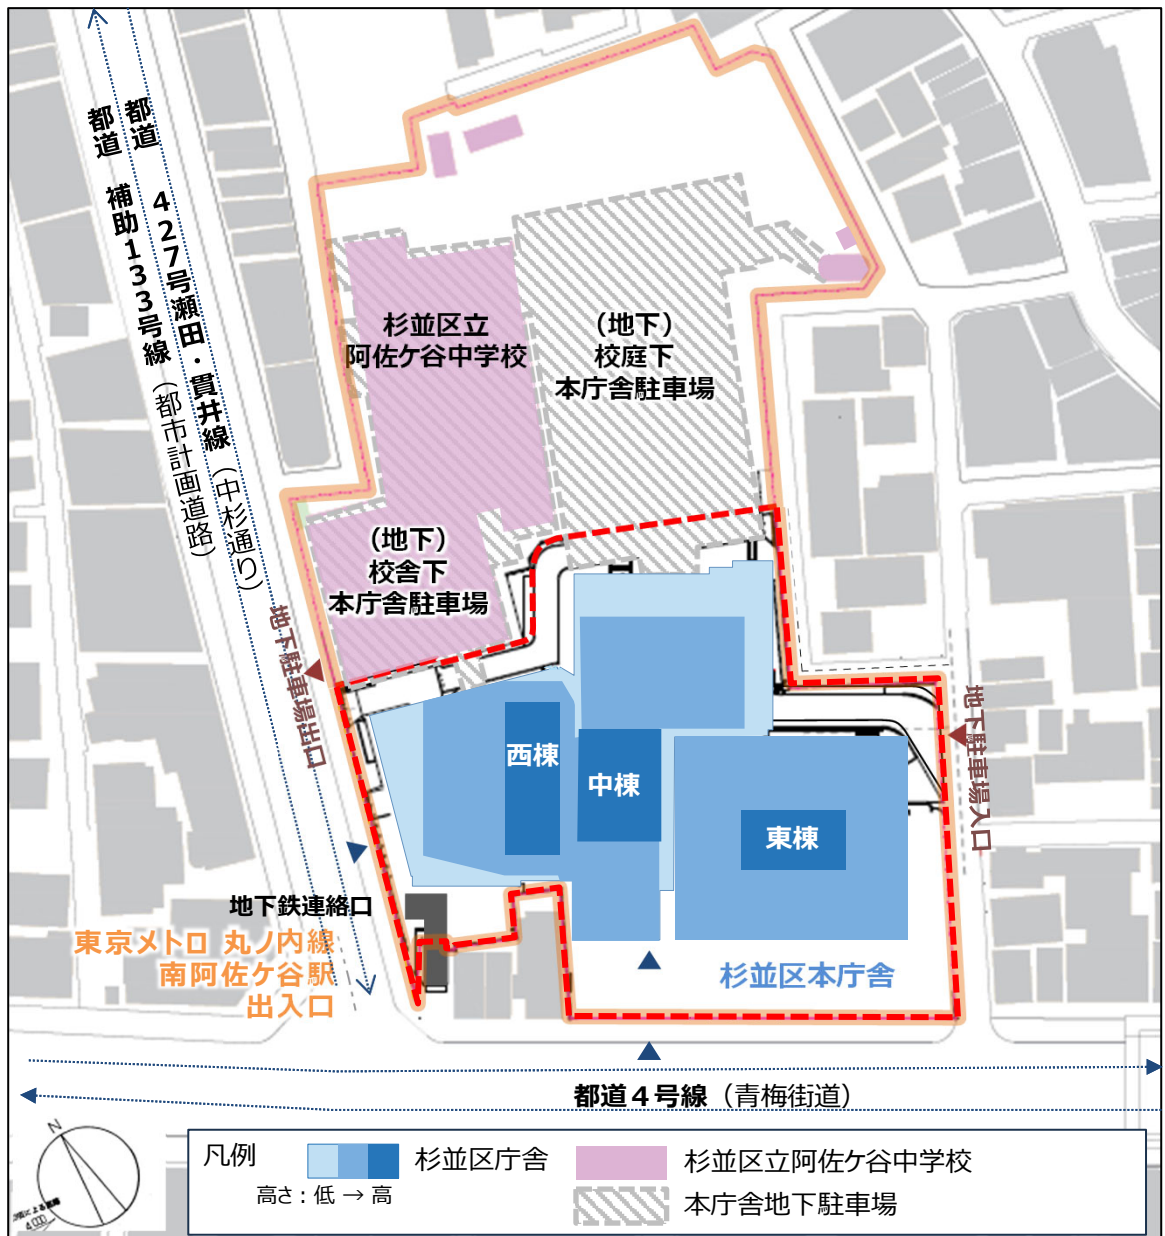 都道 427号瀬田・貫井線（中杉通り）
都道 補助133号線（都市計画道路）
杉並区立
阿佐ケ谷中学校
（地下）
校庭下
本庁舎駐車場
（地下）
校舎下
本庁舎駐車場
地下駐車場出口
地下駐車場入口
西棟
中棟
東棟
地下鉄連絡口
東京メトロ 丸ノ内線
南阿佐ケ谷駅
出入口
杉並区本庁舎
都道４号線（青梅街道）
N
凡例
杉並区庁舎
高さ：低 → 高
杉並区立阿佐ケ谷中学校
本庁舎地下駐車場